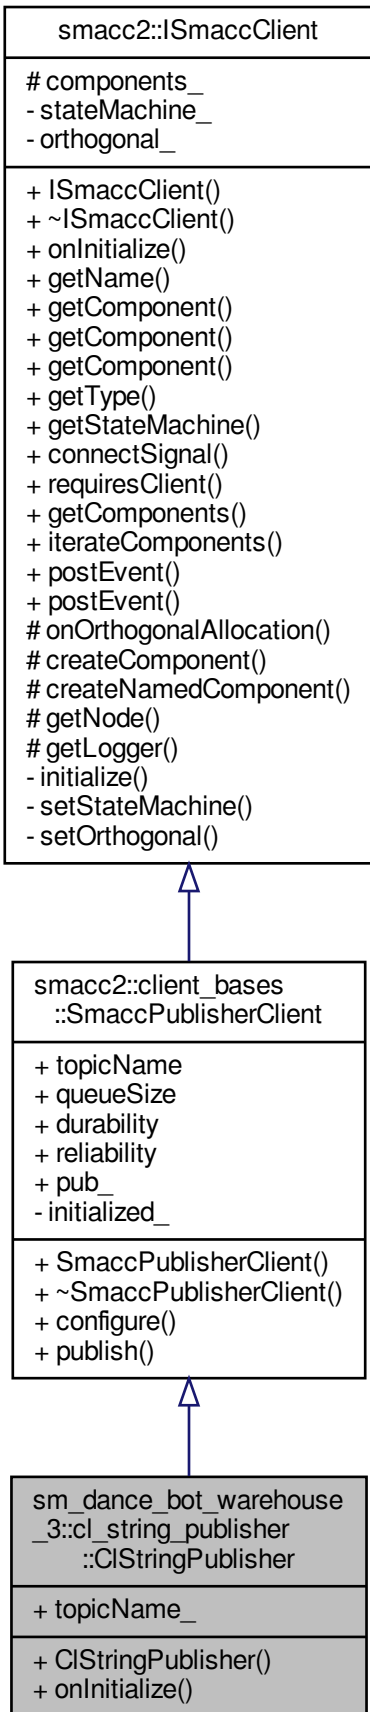 smacc2::ISmaccClient
# components_
- stateMachine_
- orthogonal_
+ ISmaccClient()
+ ~ISmaccClient()
+ onInitialize()
+ getName()
+ getComponent()
+ getComponent()
+ getComponent()
+ getType()
+ getStateMachine()
+ connectSignal()
+ requiresClient()
+ getComponents()
+ iterateComponents()
+ postEvent()
+ postEvent()
# onOrthogonalAllocation()
# createComponent()
# createNamedComponent()
# getNode()
# getLogger()
- initialize()
- setStateMachine()
- setOrthogonal()
smacc2::client_bases
::SmaccPublisherClient
+ topicName
+ queueSize
+ durability
+ reliability
+ pub_
- initialized_
+ SmaccPublisherClient()
+ ~SmaccPublisherClient()
+ configure()
+ publish()
sm_dance_bot_warehouse
_3::cl_string_publisher
::ClStringPublisher
+ topicName_
+ ClStringPublisher()
+ onInitialize()